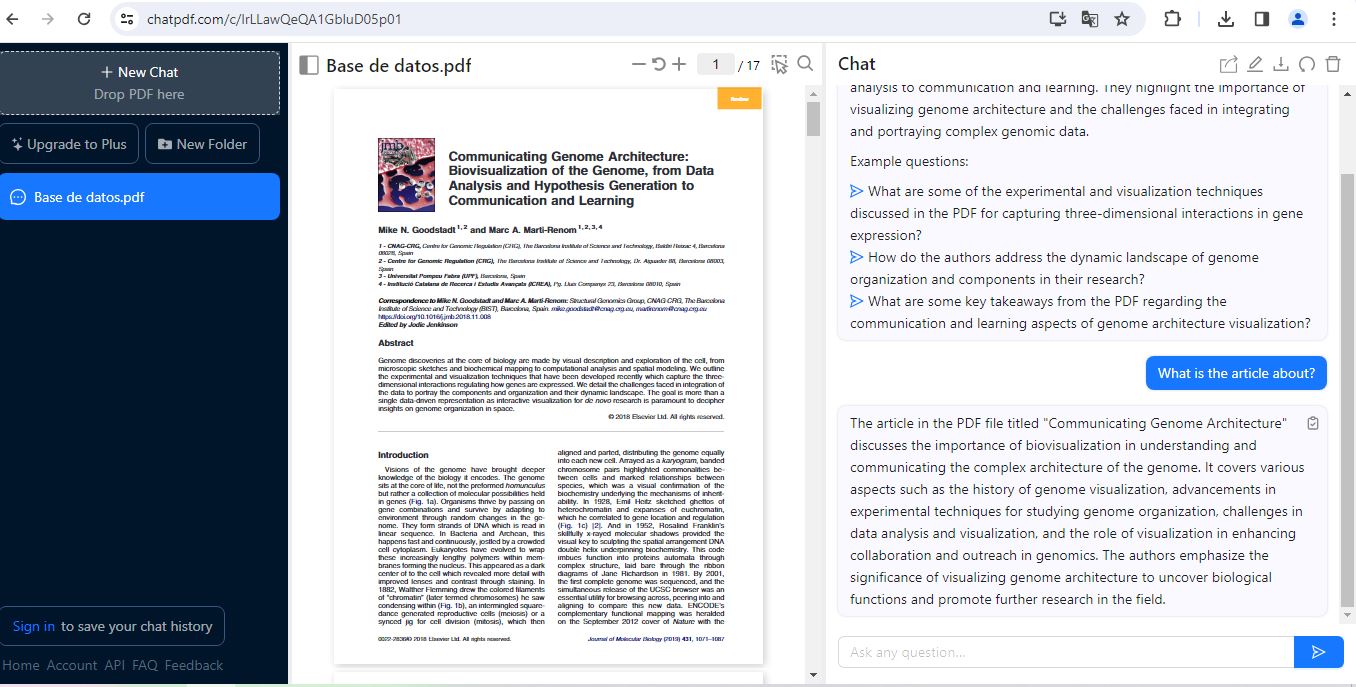 chatpdf.com/c/IrLLawQeQA1GbIuD05p01
+ New Chat
Drop PDF here
Upgrade to Plus
New Folder
Base de datos.pdf
Sign in to save your chat history
Home Account API FAQ Feedback
Base de datos.pdf
1 / 17
Review
jmb
Communicating Genome Architecture:
Biovisualization of the Genome, from Data
Analysis and Hypothesis Generation to
Communication and Learning
Mike N. Goodstadt 1,2 and Marc A. Marti-Renom 1,2,3,4
1 - CNAG-CRG, Centre for Genomic Regulation (CRG), The Barcelona Institute of Science and Technology, Baldiri Reixac 4, Barcelona
08028, Spain
2 - Centre for Genomic Regulation (CRG), The Barcelona Institute of Science and Technology, Dr. Aiguader 88, Barcelona 08003,
Spain
3 - Universitat Pompeu Fabra (UPF), Barcelona, Spain
4 - Institució Catalana de Recerca i Estudis Avançats (ICREA), Pg. Lluis Companys 23, Barcelona 08010, Spain
Correspondence to Mike N. Goodstadt and Marc A. Marti-Renom: Structural Genomics Group, CNAG CRG, The Barcelona
Institute of Science and Technology (BIST), Barcelona, Spain. mike.goodstadt@cnag.crg.eu, martirenom@cnag.crg.eu
https://doi.org/10.1016/j.jmb.2018.11.008
Edited by Jodie Jenkinson
Abstract
Genome discoveries at the core of biology are made by visual description and exploration of the cell, from
microscopic sketches and biochemical mapping to computational analysis and spatial modeling. We outline
the experimental and visualization techniques that have been developed recently which capture the three-
dimensional interactions regulating how genes are expressed. We detail the challenges faced in integration of
the data to portray the components and organization and their dynamic landscape. The goal is more than a
single data-driven representation as interactive visualization for de novo research is paramount to decipher
insights on genome organization in space.
© 2018 Elsevier Ltd. All rights reserved.
Introduction
Visions of the genome have brought deeper
knowledge of the biology it encodes. The genome
sits at the core of life, not the preformed homunculus
but rather a collection of molecular possibilities held
in genes (Fig. 1a). Organisms thrive by passing on
gene combinations and survive by adapting to
environment through random changes in the ge-
nome. They form strands of DNA which is read in
linear sequence. In Bacteria and Archean, this
happens fast and continuously, jostled by a crowded
cell cytoplasm. Eukaryotes have evolved to wrap
these increasingly lengthy polymers within mem-
branes forming the nucleus. This appeared as a dark
center of to the cell which revealed more detail with
improved lenses and contrast through staining. In
1882, Walther Flemming drew the colored filaments
of "chromatin" (later termed chromosomes) he saw
condensing within (Fig. 1b), an intermingled square-
dance generated reproductive cells (meiosis) or a
synced jig for cell division (mitosis), which then
aligned and parted, distributing the genome equally
into each new cell. Arrayed as a karyogram, banded
chromosome pairs highlighted commonalities be-
tween cells and marked relationships between
species, which was a visual confirmation of the
biochemistry underlying the mechanisms of inherit-
ability. In 1928, Emil Heitz sketched ghettos of
heterochromatin and expanses of euchromatin,
which he correlated to gene location and regulation
(Fig. 1c) [2]. And in 1952, Rosalind Franklin's
skillfully x-rayed molecular shadows provided the
visual key to sculpting the spatial arrangement DNA
double helix underpinning biochemistry. This code
imbues function into proteins automata through
complex structure, laid bare through the ribbon
diagrams of Jane Richardson in 1981. By 2001,
the first complete genome was sequenced, and the
simultaneous release of the UCSC browser was an
essential utility for browsing across, peering into and
aligning to compare this new data. ENCODE's
complementary functional mapping was heralded
on the September 2012 cover of Nature with the
0022-2836/© 2018 Elsevier Ltd. All rights reserved.
Journal of Molecular Biology (2019) 431, 1071–1087
Chat
analysis to communication and learning. They highlight the importance of
visualizing genome architecture and the challenges faced in integrating
and portraying complex genomic data.
Example questions:
What are some of the experimental and visualization techniques
discussed in the PDF for capturing three-dimensional interactions in gene
expression?
How do the authors address the dynamic landscape of genome
organization and components in their research?
What are some key takeaways from the PDF regarding the
communication and learning aspects of genome architecture visualization?
What is the article about?
The article in the PDF file titled "Communicating Genome Architecture"
discusses the importance of biovisualization in understanding and
communicating the complex architecture of the genome. It covers various
aspects such as the history of genome visualization, advancements in
experimental techniques for studying genome organization, challenges in
data analysis and visualization, and the role of visualization in enhancing
collaboration and outreach in genomics. The authors emphasize the
significance of visualizing genome architecture to uncover biological
functions and promote further research in the field.
Ask any question...